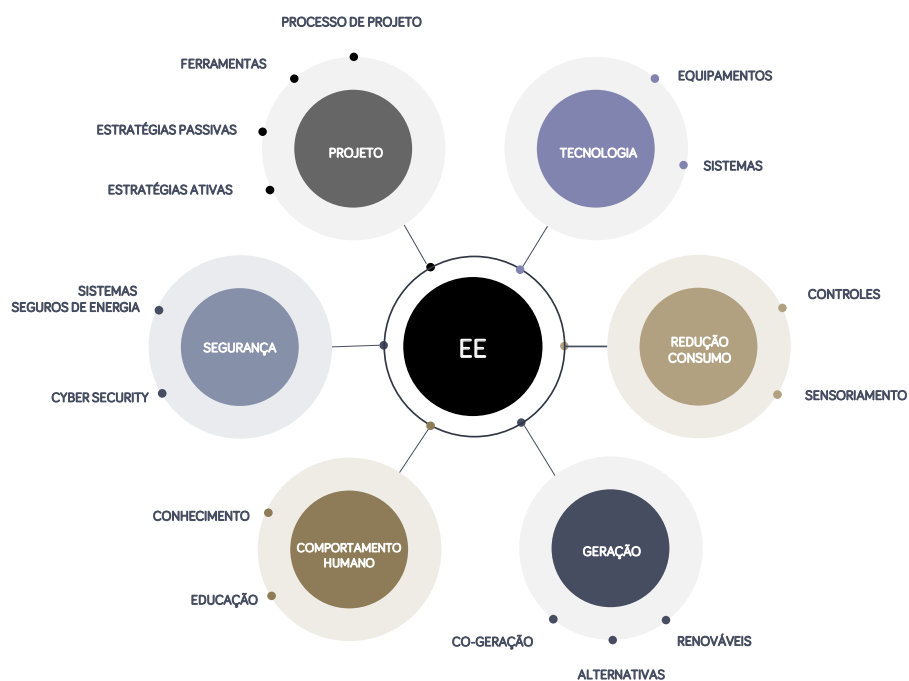 PROCESSO DE PROJETO
FERRAMENTAS
ESTRATÉGIAS PASSIVAS
ESTRATÉGIAS ATIVAS
PROJETO
EQUIPAMENTOS
SISTEMAS
TECNOLOGIA
SISTEMAS
SEGUROS DE ENERGIA
CYBER SECURITY
SEGURANÇA
EE
REDUÇÃO
CONSUMO
CONTROLES
SENSORIAMENTO
CONHECIMENTO
EDUCAÇÃO
COMPORTAMENTO
HUMANO
GERAÇÃO
CO-GERAÇÃO
ALTERNATIVAS
RENOVÁVEIS